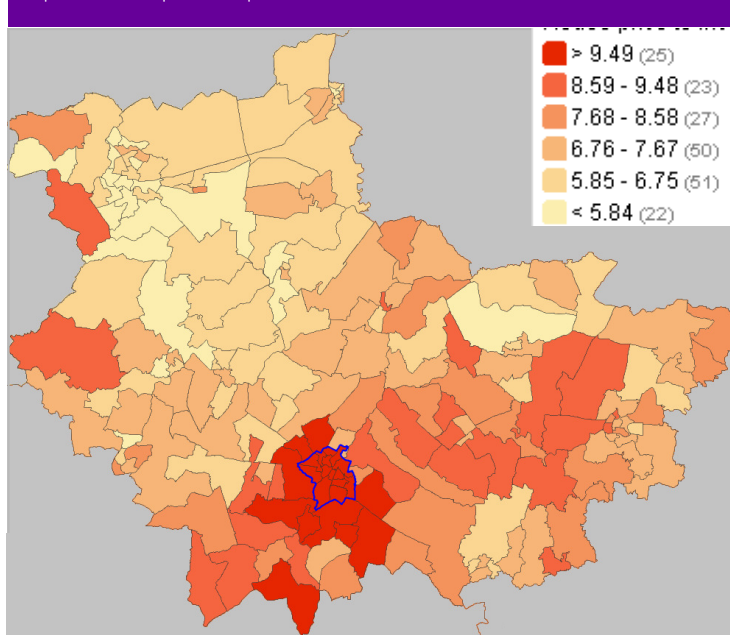 > 9.49 (25)
8.59 - 9.48 (23)
7.68 - 8.58 (27)
6.76 - 7.67 (50)
5.85 - 6.75 (51)
< 5.84 (22)